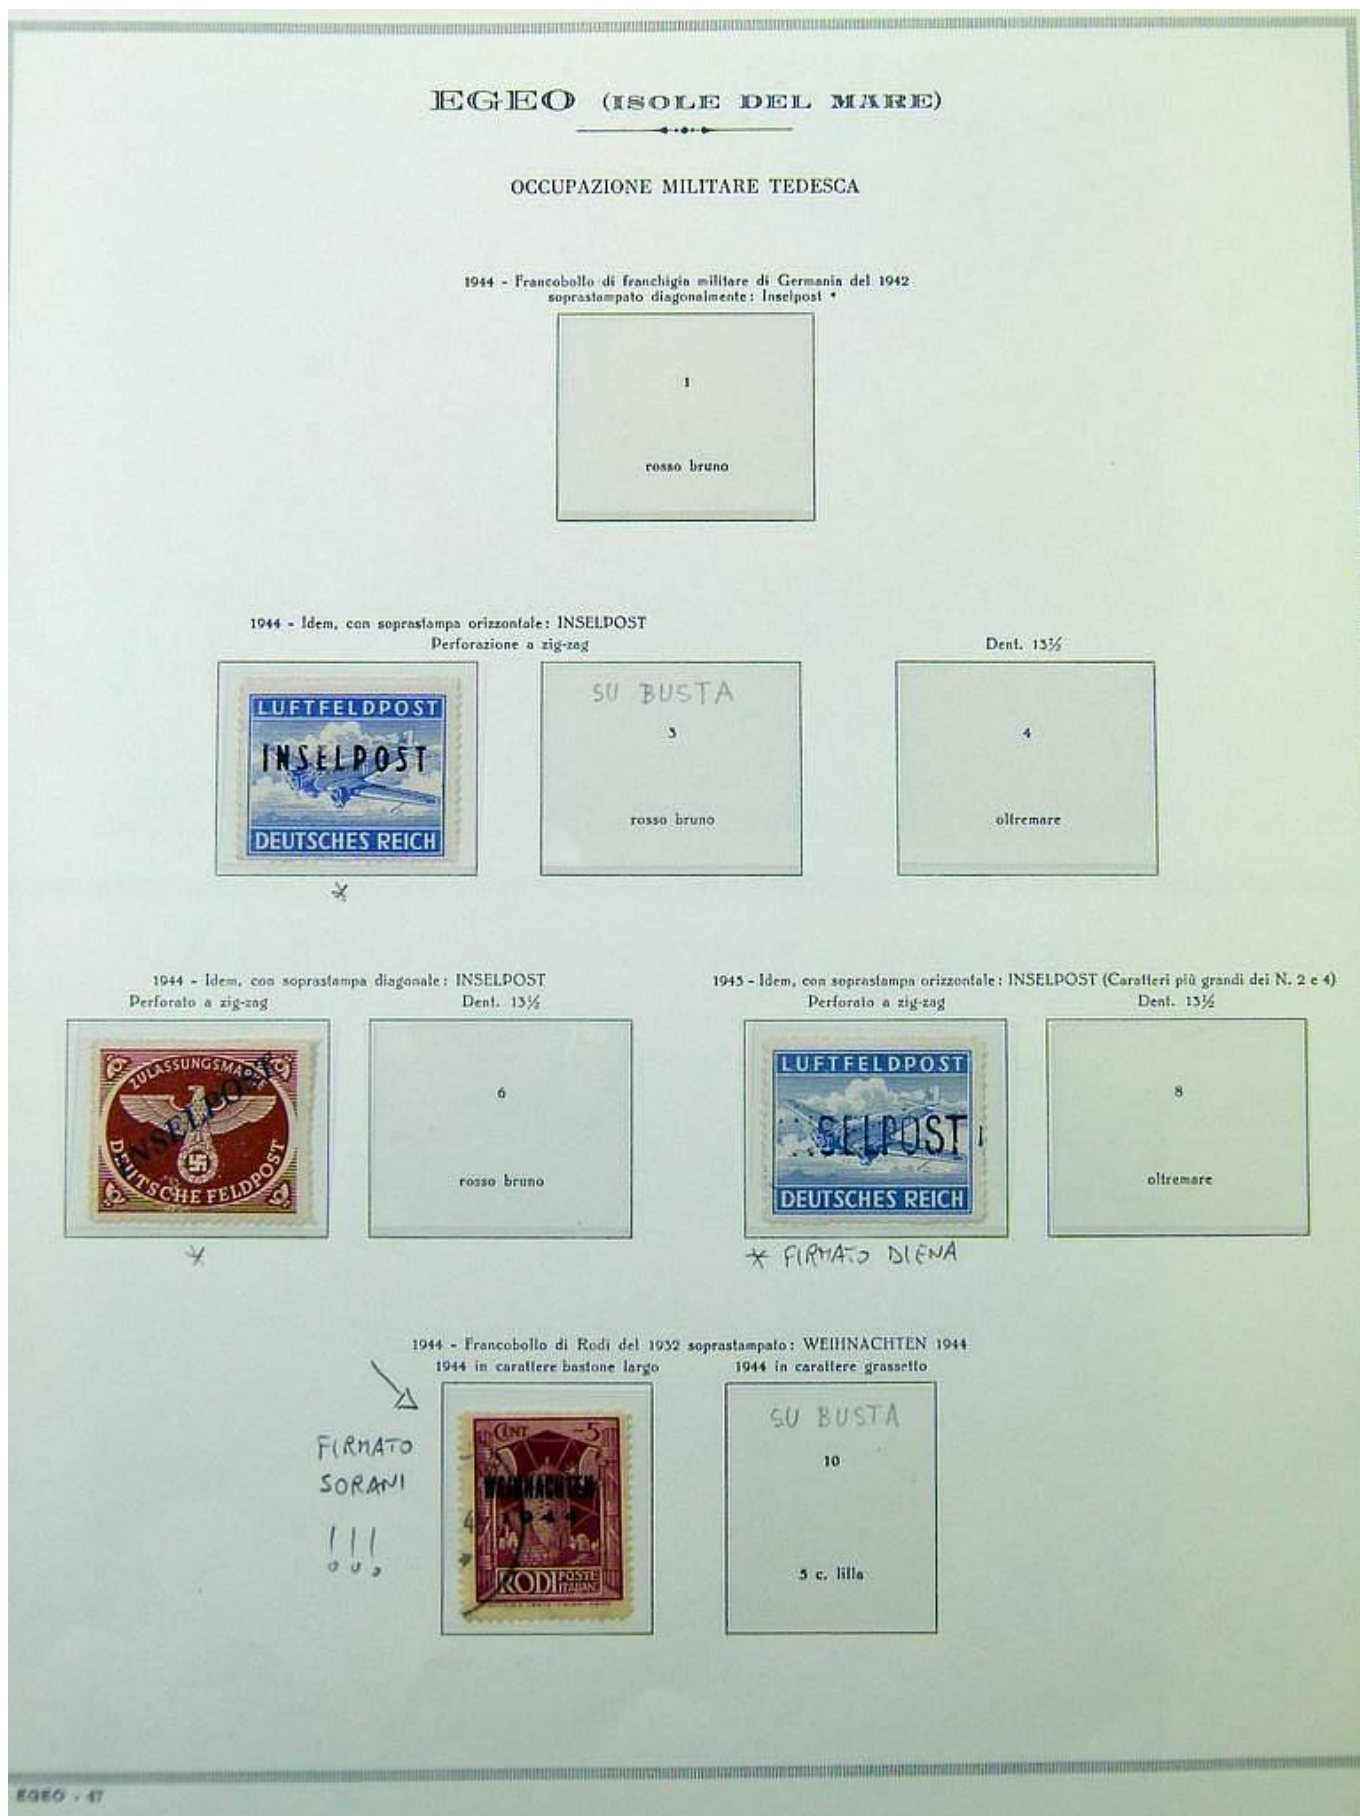 EGEO (ISOLE DEL MARE)
OCCUPAZIONE MILITARE TEDESCA
1944 - Francobollo di franchigia militare di Germania del 1942
soprastampato diagonalmente: Inselpost *
1
rosso bruno
1944 - Idem, con soprastampa orizzontale: INSELPOST
Perforazione a zig-zag
Dent. 13½
LUFTFELDPOST
INSELPOST
DEUTSCHES REICH
*
SU BUSTA
3
rosso bruno
4
oltremare
1944 - Idem, con soprastampa diagonale: INSELPOST
Perforato a zig-zag
Dent. 13½
1945 - Idem, con soprastampa orizzontale: INSELPOST (Caratteri più grandi dei N. 2 e 4)
Perforato a zig-zag
Dent. 13½
ZULASSUNGSMARKE
INSELPOST
DEUTSCHE FELDPOST
*
6
rosso bruno
LUFTFELDPOST
SELPOST I
DEUTSCHES REICH
* FIRMATO DIENA
8
oltremare
1944 - Francobollo di Rodi del 1932 soprastampato: WEIHNACHTEN 1944
1944 in carattere bastone largo
1944 in carattere grassetto
FIRMATO
SORANI
!!!
CENT 5
WEIHNACHTEN
1944
RODI POSTE
ITALIANE
SU BUSTA
10
5 c. lilla
EGEO - 47